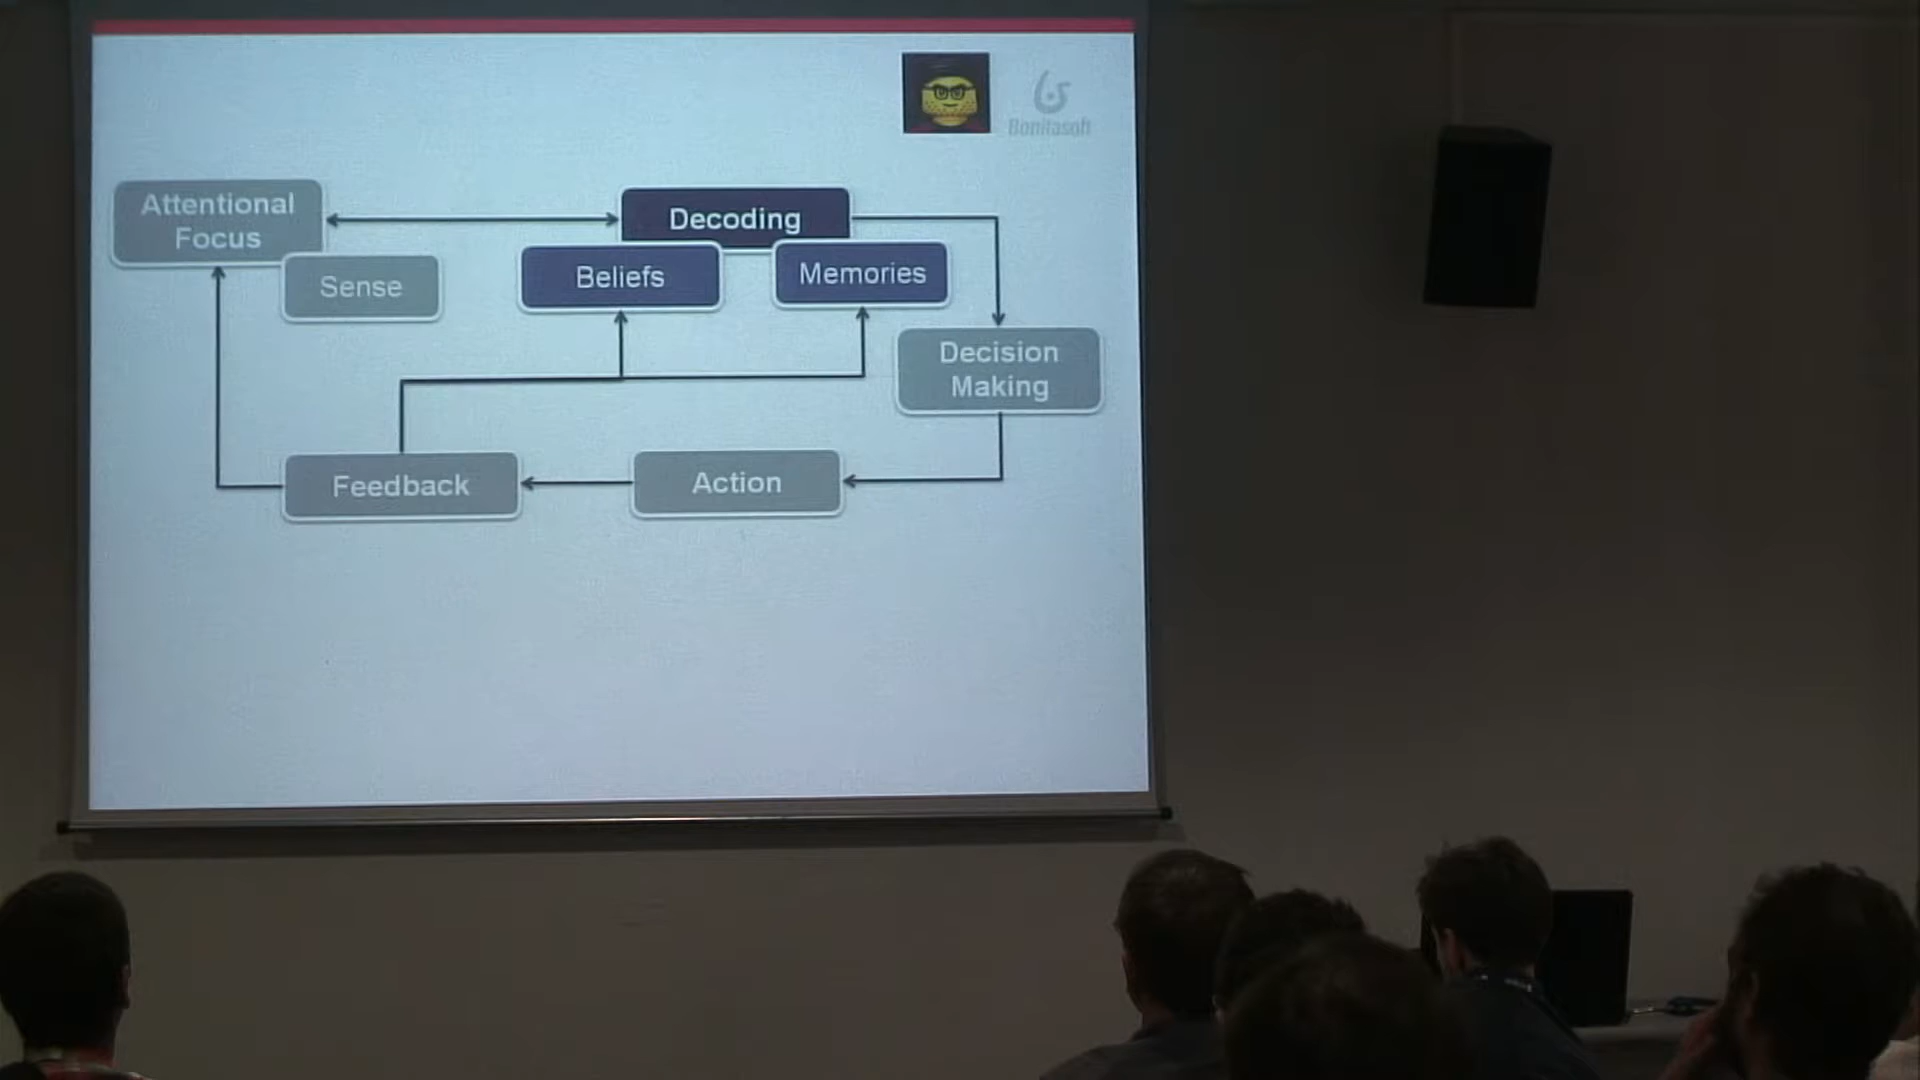 Bonitasoft
Attentional
Focus
Sense
Decoding
Beliefs
Memories
Decision
Making
Feedback
Action